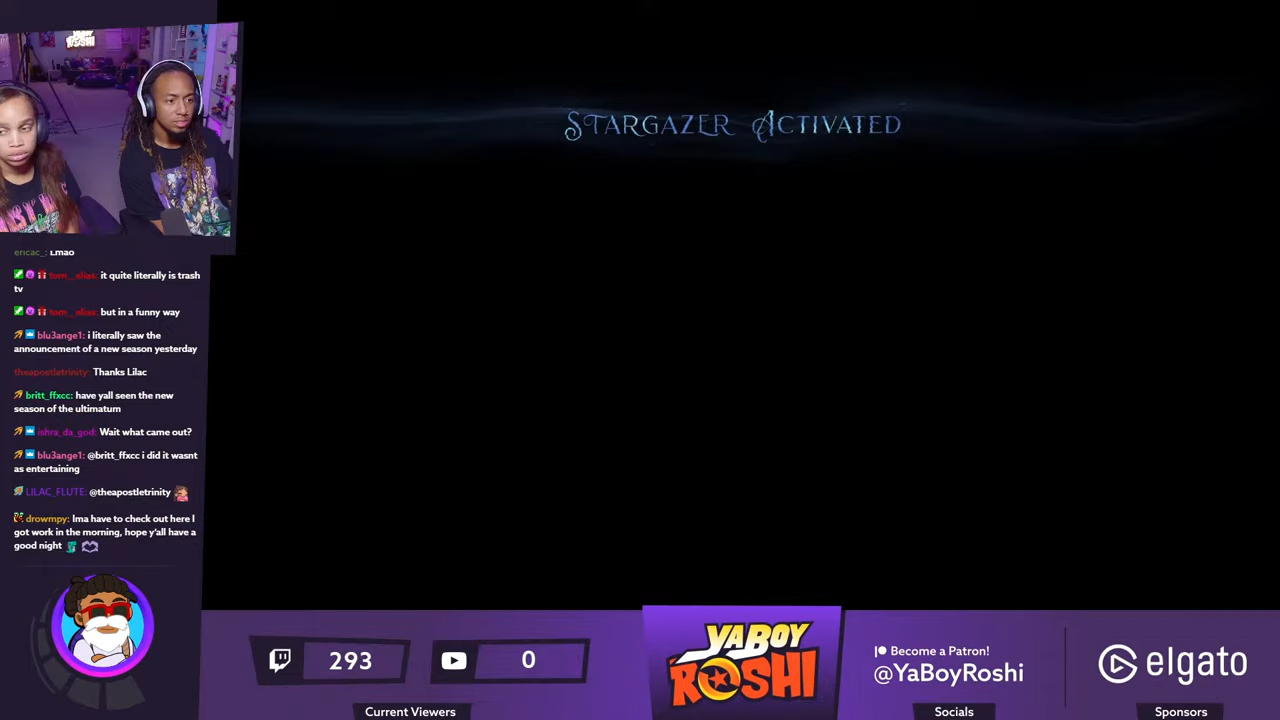 YABOY
ROSHI
STARGAZER ACTIVATED
ericac_: Lmao
tom__elias: it quite literally is trash
tv
tom__elias: but in a funny way
blu3ange1: i literally saw the
announcement of a new season yesterday
theapostletrinity: Thanks Lilac
britt_ffxcc: have yall seen the new
season of the ultimatum
ishra_da_god: Wait what came out?
blu3ange1: @britt_ffxcc i did it wasnt
as entertaining
LILAC_FLUTE: @theapostletrinity
drowmpy: Ima have to check out here I
got work in the morning, hope y'all have a
good night
293
0
Current Viewers
YABOY
ROSHI
Become a Patron!
@YaBoyRoshi
Socials
elgato
Sponsors